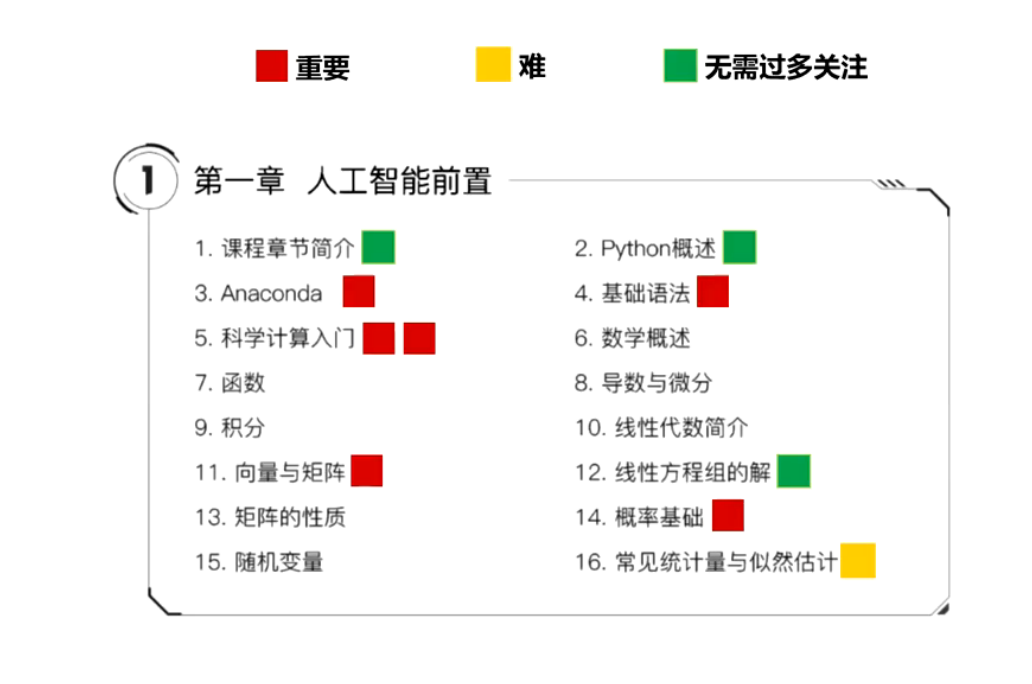 重要 难 无需过多关注
1 第一章 人工智能前置
1. 课程章节简介 2. Python概述
3. Anaconda 4. 基础语法
5. 科学计算入门 6. 数学概述
7. 函数 8. 导数与微分
9. 积分 10. 线性代数简介
11. 向量与矩阵 12. 线性方程组的解
13. 矩阵的性质 14. 概率基础
15. 随机变量 16. 常见统计量与似然估计